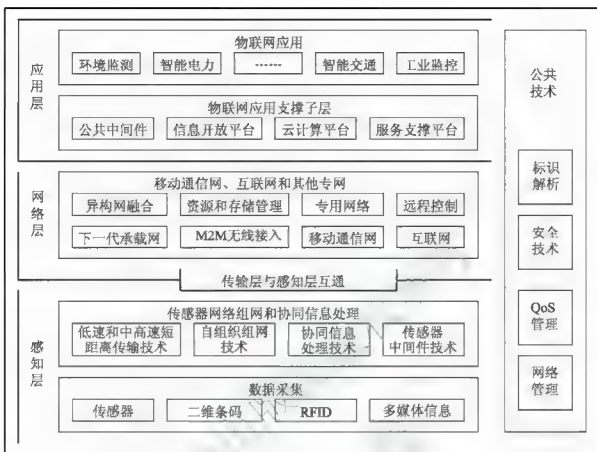 应用层
物联网应用
环境监测 智能电力 ------ 智能交通 工业监控
物联网应用支撑子层
公共中间件 信息开放平台 云计算平台 服务支撑平台
网络层
移动通信网、互联网和其他专网
异构网融合 资源和存储管理 专用网络 远程控制
下一代承载网 M2M无线接入 移动通信网 互联网
传输层与感知层互通
感知层
传感器网络组网和协同信息处理
低速和中高速短
距离传输技术
自组织组网
技术
协同信息
处理技术
传感器
中间件技术
数据采集
传感器 二维条码 RFID 多媒体信息
公共
技术
标识
解析
安全
技术
QoS
管理
网络
管理